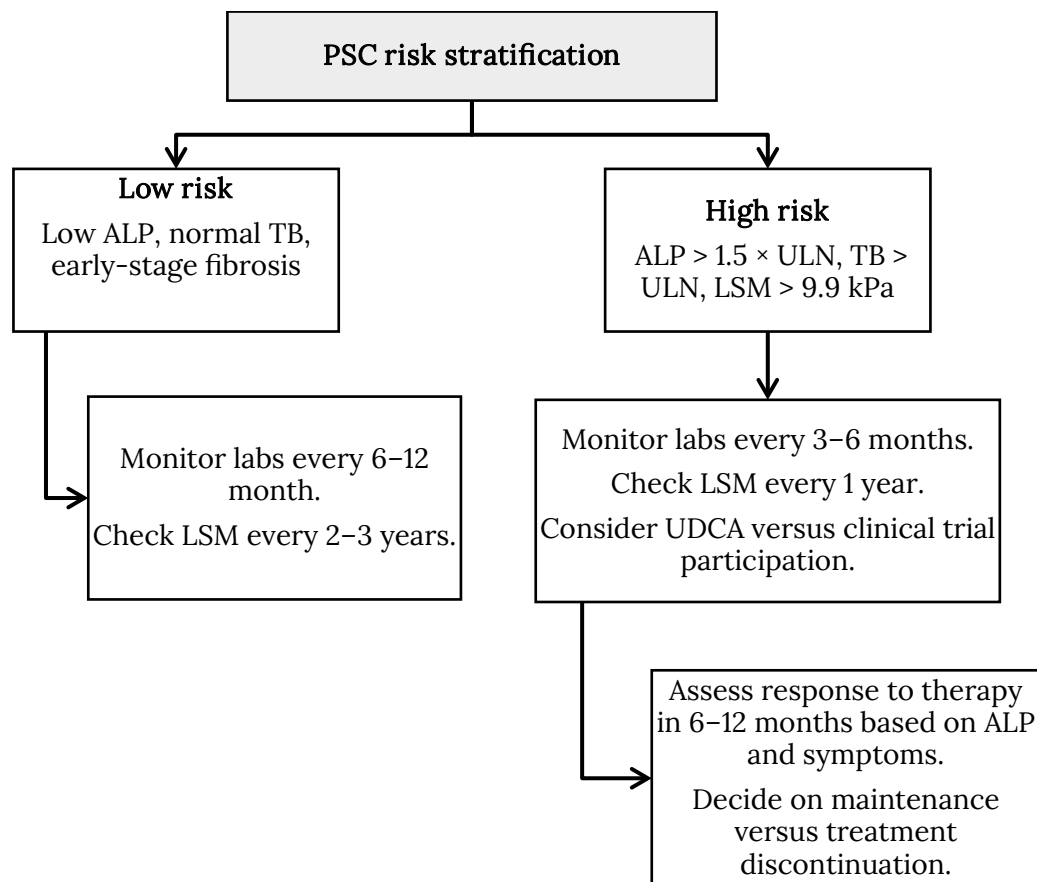 PSC risk stratification
Low risk
Low ALP, normal TB,
early-stage fibrosis
High risk
ALP > 1.5 × ULN, TB >
ULN, LSM > 9.9 kPa
Monitor labs every 6–12
month.
Check LSM every 2–3 years.
Monitor labs every 3–6 months.
Check LSM every 1 year.
Consider UDCA versus clinical trial
participation.
Assess response to therapy
in 6–12 months based on ALP
and symptoms.
Decide on maintenance
versus treatment
discontinuation.